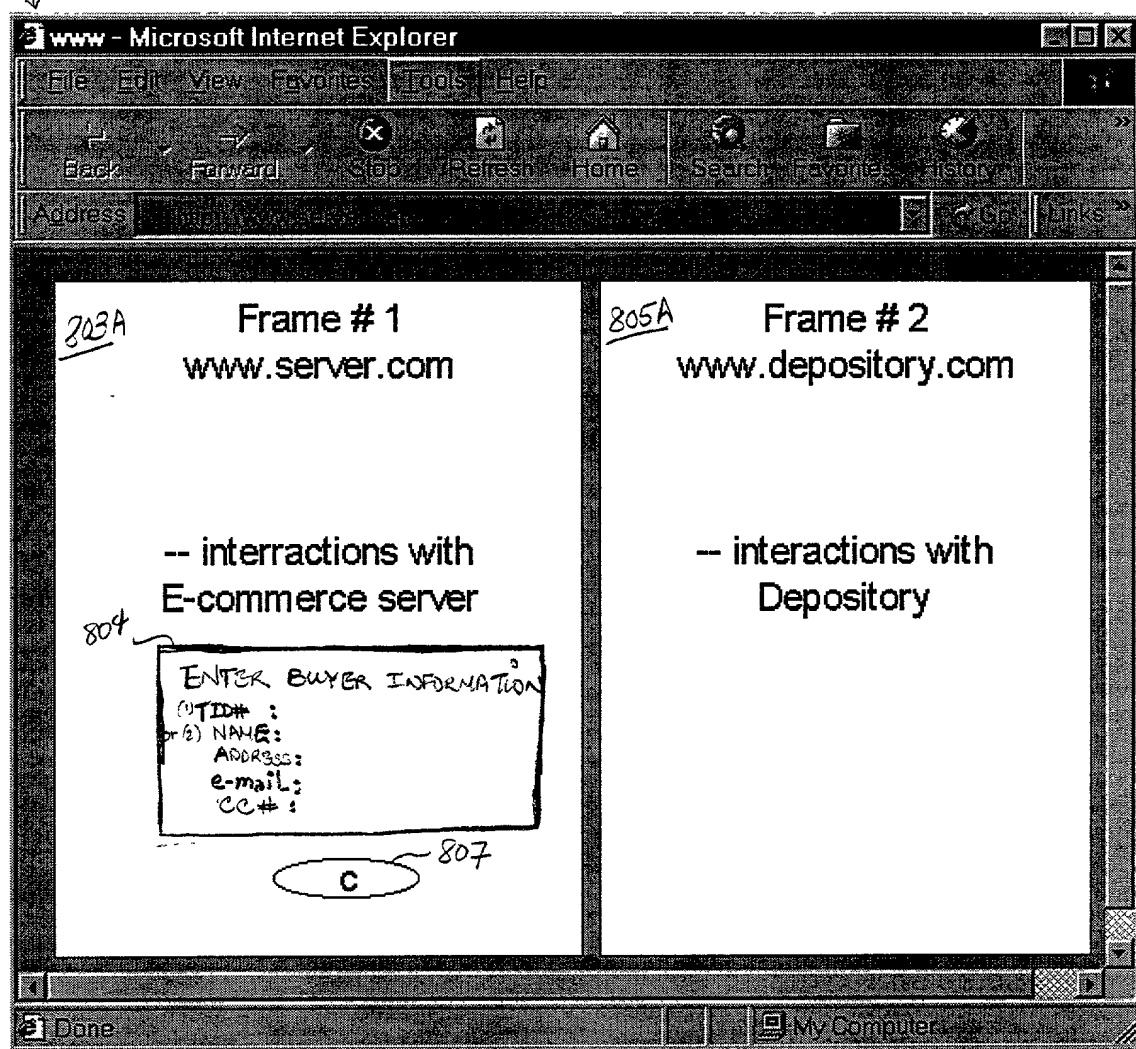 www - Microsoft Internet Explorer
File Edit View Favorites Tools Help
Back Forward Stop Refresh Home Search Favorites History »
Address Go Links »
803A Frame # 1
www.server.com
805A Frame # 2
www.depository.com
-- interractions with
E-commerce server
-- interactions with
Depository
804
ENTER BUYER INFORMATION
(1) TID# :
or (2) NAME:
ADDRESS:
e-mail:
CC# :
807
C
Done My Computer